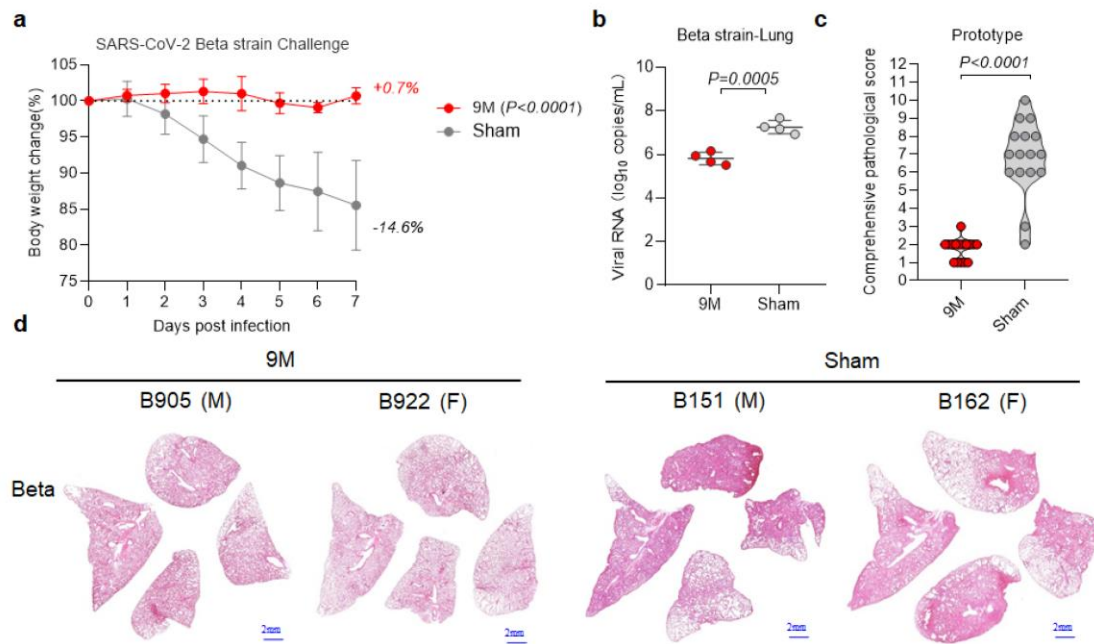 a
SARS-CoV-2 Beta strain Challenge
Body weight change(%)
105
100
95
90
85
80
75
0 1 2 3 4 5 6 7
Days post infection
+0.7%
-14.6%
9M (P<0.0001)
Sham
b
Beta strain-Lung
P=0.0005
Viral RNA (log10 copies/mL)
10
8
6
4
2
0
9M Sham
c
Prototype
P<0.0001
Comprehensive pathological score
12
11
10
9
8
7
6
5
4
3
2
1
0
9M Sham
d
9M Sham
B905 (M) B922 (F) B151 (M) B162 (F)
Beta
2mm 2mm 2mm 2mm